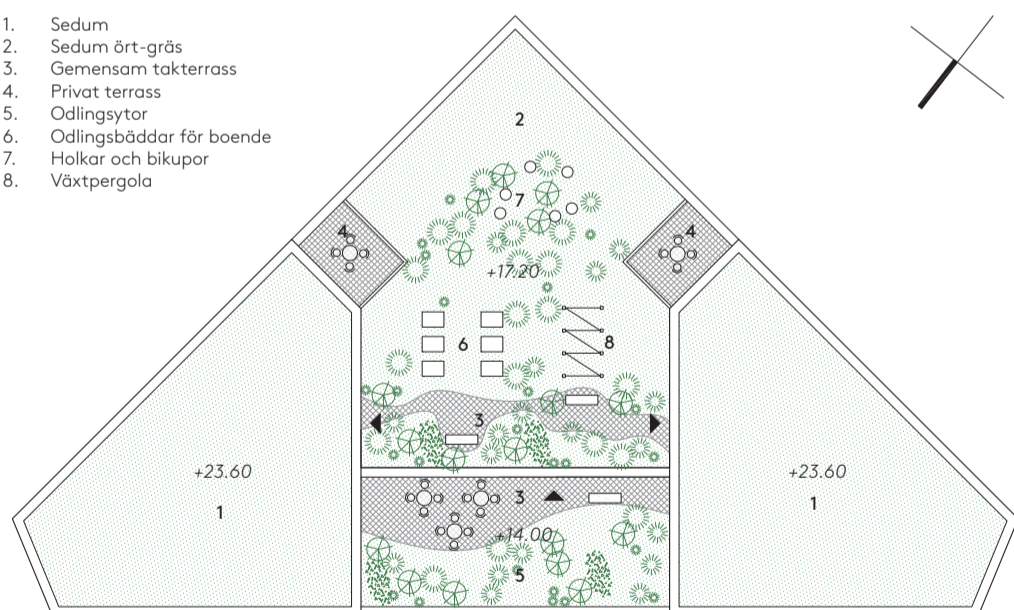 1. Sedum
2. Sedum ört-gräs
3. Gemensam takterrass
4. Privat terrass
5. Odlingsytor
6. Odlingsbäddar för boende
7. Holkar och bikupor
8. Växtpergola
2
7
4
4
+17.20
6
8
3
+23.60
+23.60
1
3
1
+14.00
5